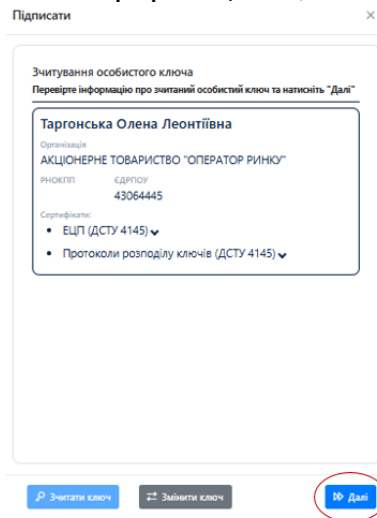 Підписати
×
Зчитування особистого ключа
Перевірте інформацію про зчитаний особистий ключ та натисніть "Далі"
Таргонська Олена Леонтіївна
Організація
АКЦІОНЕРНЕ ТОВАРИСТВО "ОПЕРАТОР РИНКУ"
РНОКПП ЄДРПОУ
43064445
Сертифікати:
• ЕЦП (ДСТУ 4145)
• Протоколи розподілу ключів (ДСТУ 4145)
Зчитати ключ Змінити ключ Далі